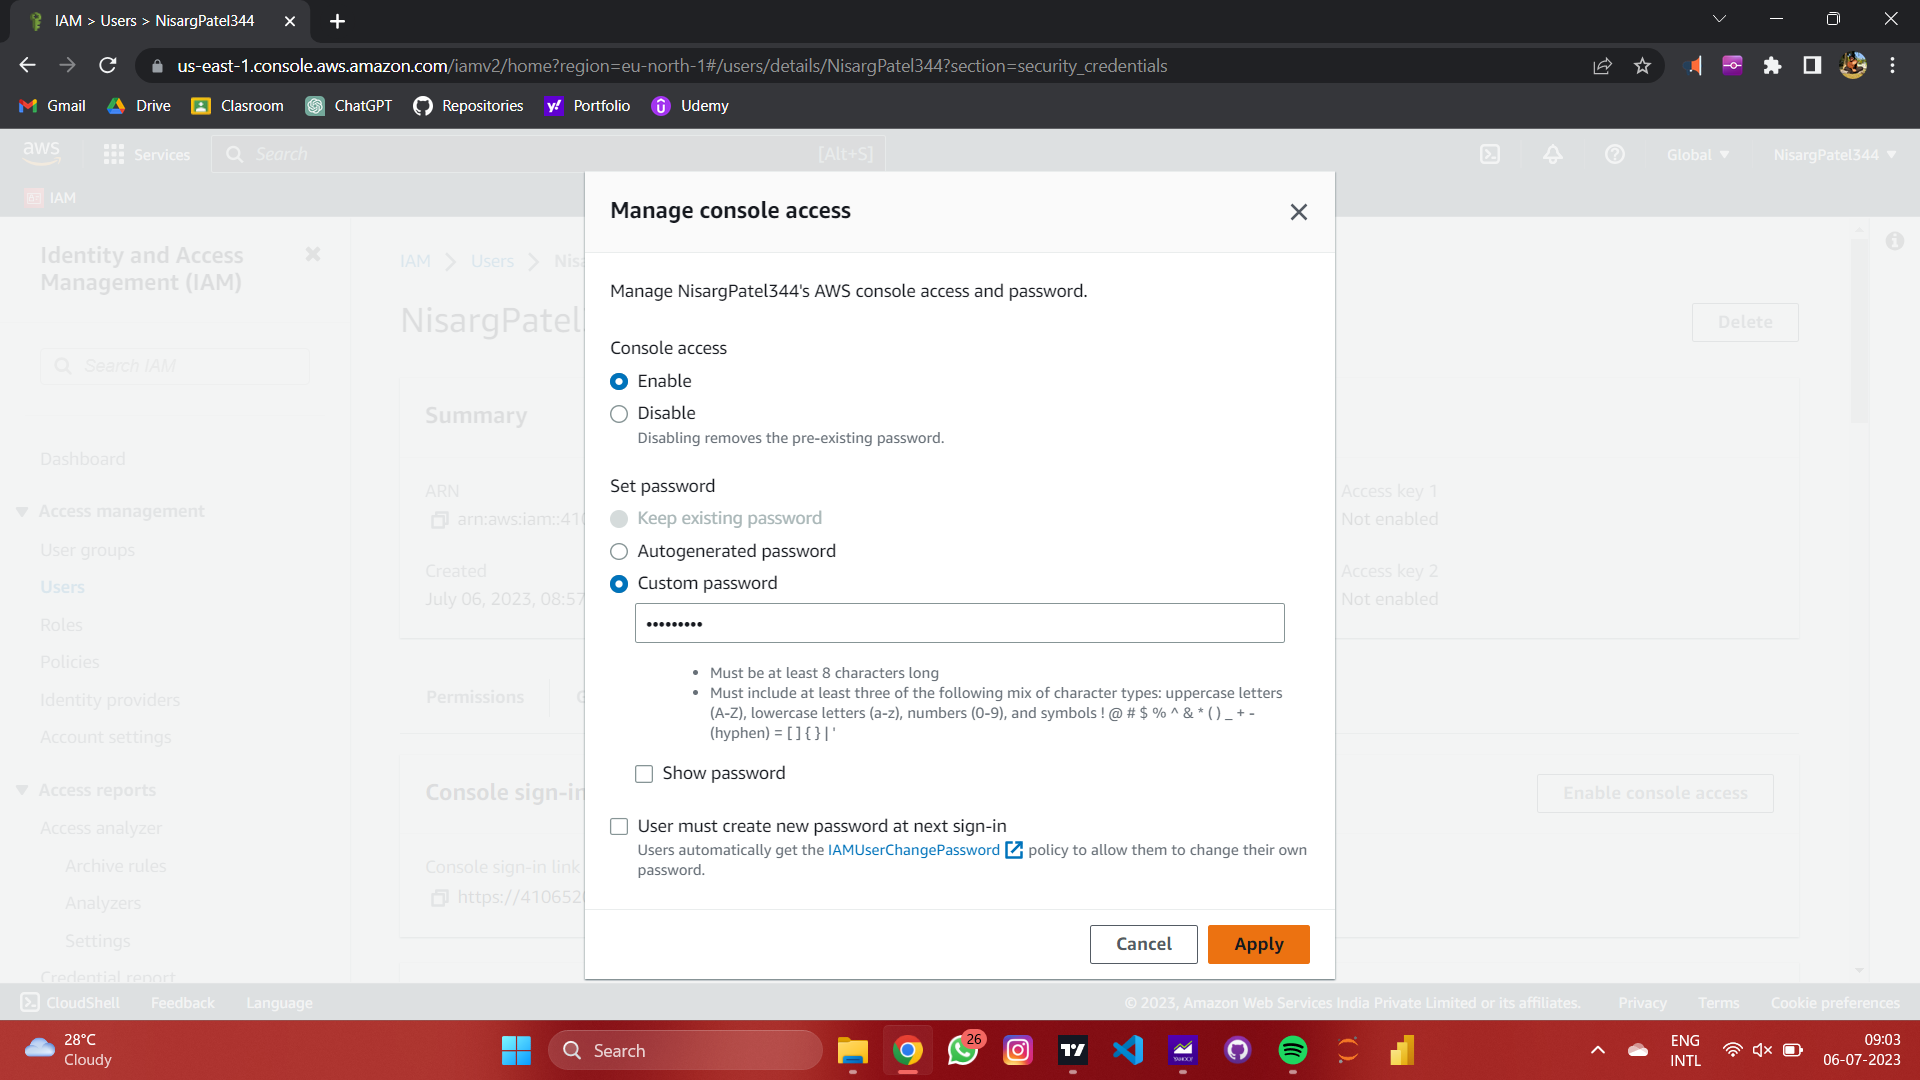 IAM > Users > NisargPatel344
us-east-1.console.aws.amazon.com/iamv2/home?region=eu-north-1#/users/details/NisargPatel344?section=security_credentials
Gmail Drive Clasroom ChatGPT Repositories Portfolio Udemy
aws Services Search [Alt+S] Global NisargPatel344
IAM
Manage console access
Identity and Access
Management (IAM)
IAM Users Nisa
Manage NisargPatel344's AWS console access and password.
NisargPatel
Delete
Console access
Search IAM
Enable
Summary
Disable
Disabling removes the pre-existing password.
Dashboard
Set password
ARN
Access key 1
Access management
Keep existing password
arn:aws:iam::410
Not enabled
User groups
Autogenerated password
Created
Access key 2
Users
Custom password
July 06, 2023, 08:57
Not enabled
Roles
•••••••••
Policies
Must be at least 8 characters long
Identity providers
Permissions
Must include at least three of the following mix of character types: uppercase letters
(A-Z), lowercase letters (a-z), numbers (0-9), and symbols ! @ # $ % ^ & * ( ) _ + -
(hyphen) = [ ] { } | '
Account settings
Show password
Access reports
Console sign-in
Enable console access
Access analyzer
User must create new password at next sign-in
Users automatically get the IAMUserChangePassword policy to allow them to change their own
password.
Archive rules
Console sign-in link
Analyzers
https://4106520
Settings
Cancel Apply
Credential report
CloudShell Feedback Language © 2023, Amazon Web Services India Private Limited or its affiliates. Privacy Terms Cookie preferences
28°C
Cloudy
Search
26
ENG
INTL
09:03
06-07-2023